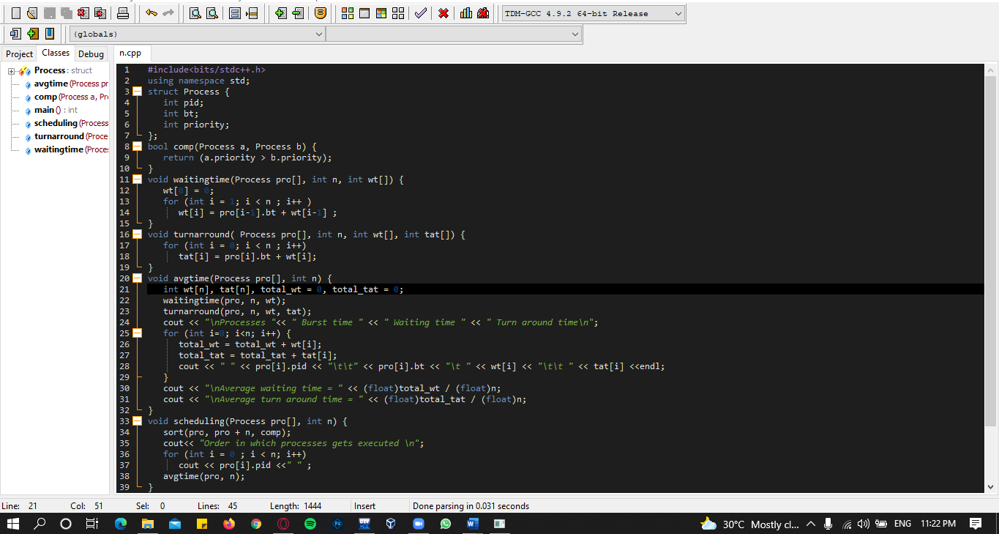 TDM-GCC 4.9.2 64-bit Release
(globals)
Project Classes Debug n.cpp
Process : struct
avgtime (Process pr
comp (Process a, Pr
main () : int
scheduling (Process
turnarround (Proce
waitingtime (Proces
1 #include<bits/stdc++.h>
2 using namespace std;
3 struct Process {
4 int pid;
5 int bt;
6 int priority;
7 };
8 bool comp(Process a, Process b) {
9 return (a.priority > b.priority);
10 }
11 void waitingtime(Process pro[], int n, int wt[]) {
12 wt[0] = 0;
13 for (int i = 1; i < n ; i++ )
14 wt[i] = pro[i-1].bt + wt[i-1] ;
15 }
16 void turnarround( Process pro[], int n, int wt[], int tat[]) {
17 for (int i = 0; i < n ; i++)
18 tat[i] = pro[i].bt + wt[i];
19 }
20 void avgtime(Process pro[], int n) {
21 int wt[n], tat[n], total_wt = 0, total_tat = 0;
22 waitingtime(pro, n, wt);
23 turnarround(pro, n, wt, tat);
24 cout << "\nProcesses "<< " Burst time " << " Waiting time " << " Turn around time\n";
25 for (int i=0; i<n; i++) {
26 total_wt = total_wt + wt[i];
27 total_tat = total_tat + tat[i];
28 cout << " " << pro[i].pid << "\t\t" << pro[i].bt << "\t " << wt[i] << "\t\t " << tat[i] <<endl;
29 }
30 cout << "\nAverage waiting time = " << (float)total_wt / (float)n;
31 cout << "\nAverage turn around time = " << (float)total_tat / (float)n;
32 }
33 void scheduling(Process pro[], int n) {
34 sort(pro, pro + n, comp);
35 cout<< "Order in which processes gets executed \n";
36 for (int i = 0 ; i < n; i++)
37 cout << pro[i].pid <<" " ;
38 avgtime(pro, n);
39 }
Line: 21 Col: 51 Sel: 0 Lines: 45 Length: 1444 Insert Done parsing in 0.031 seconds
30°C Mostly cl... ENG 11:22 PM